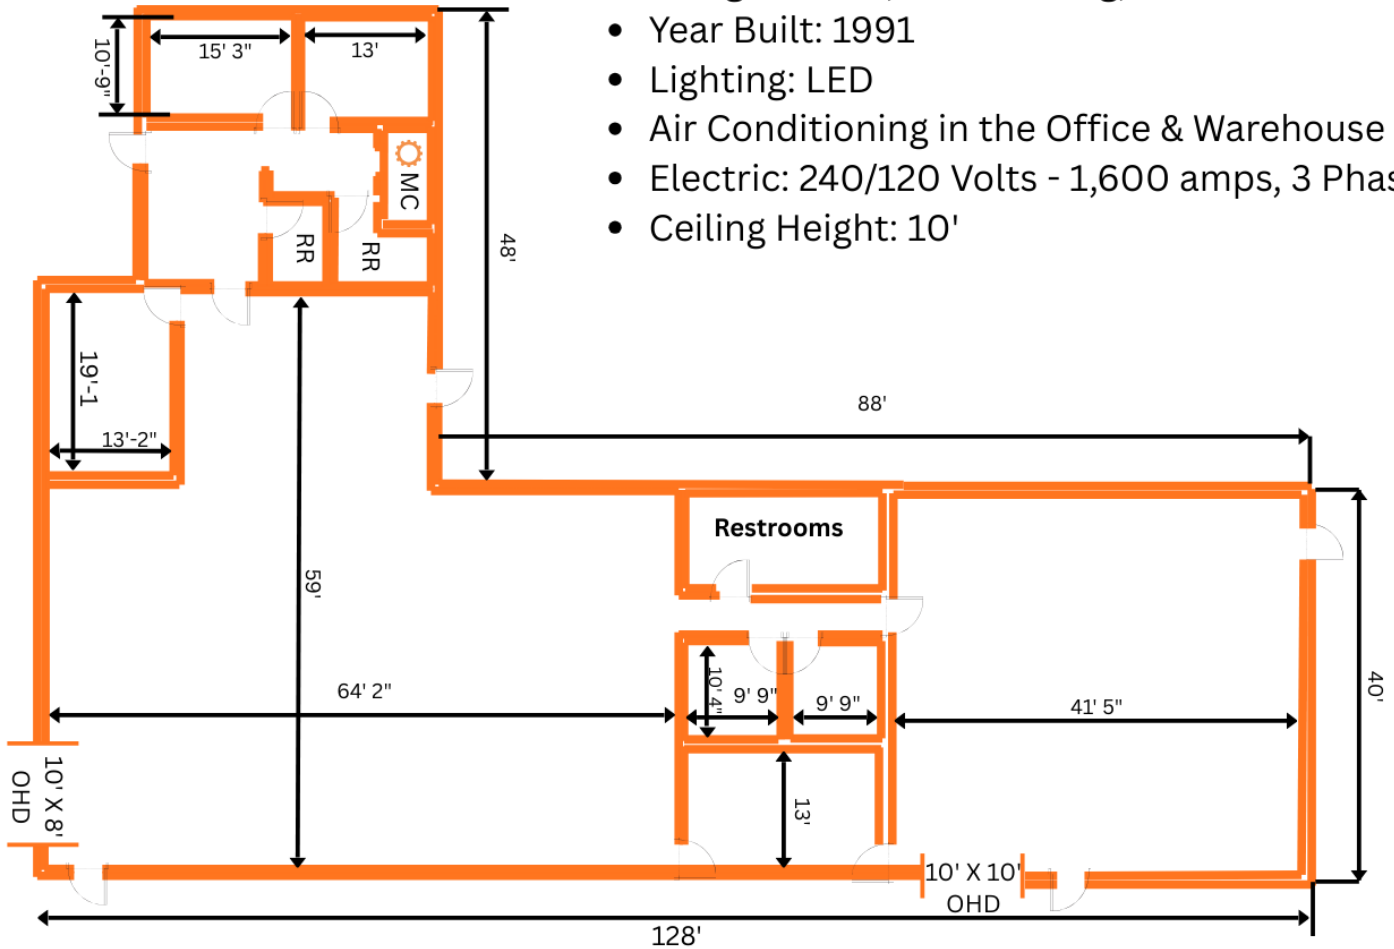 • Year Built: 1991
• Lighting: LED
• Air Conditioning in the Office & Warehouse
• Electric: 240/120 Volts - 1,600 amps, 3 Phas
• Ceiling Height: 10'
10'-9"
15' 3"
13'
MC
RR
RR
48'
19'-1
13'-2"
88'
Restrooms
59'
40'
64' 2"
10' 4"
9' 9"
9' 9"
41' 5"
10' X 8'
OHD
13'
10' X 10'
OHD
128'